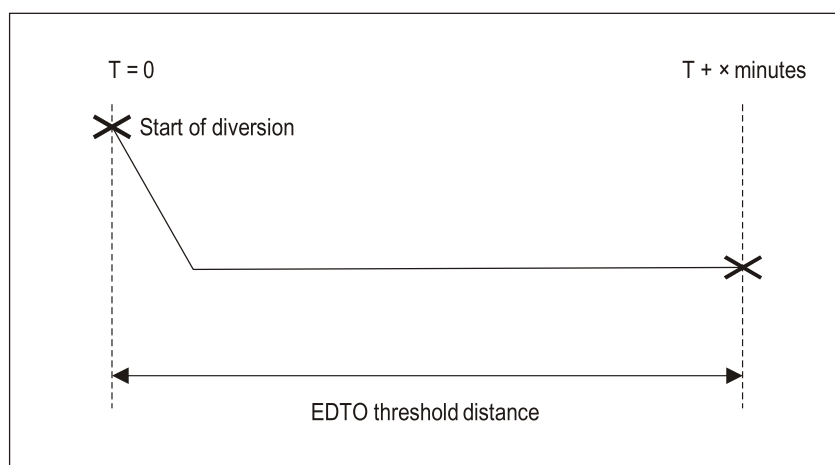 T = 0
T + × minutes
Start of diversion
EDTO threshold distance